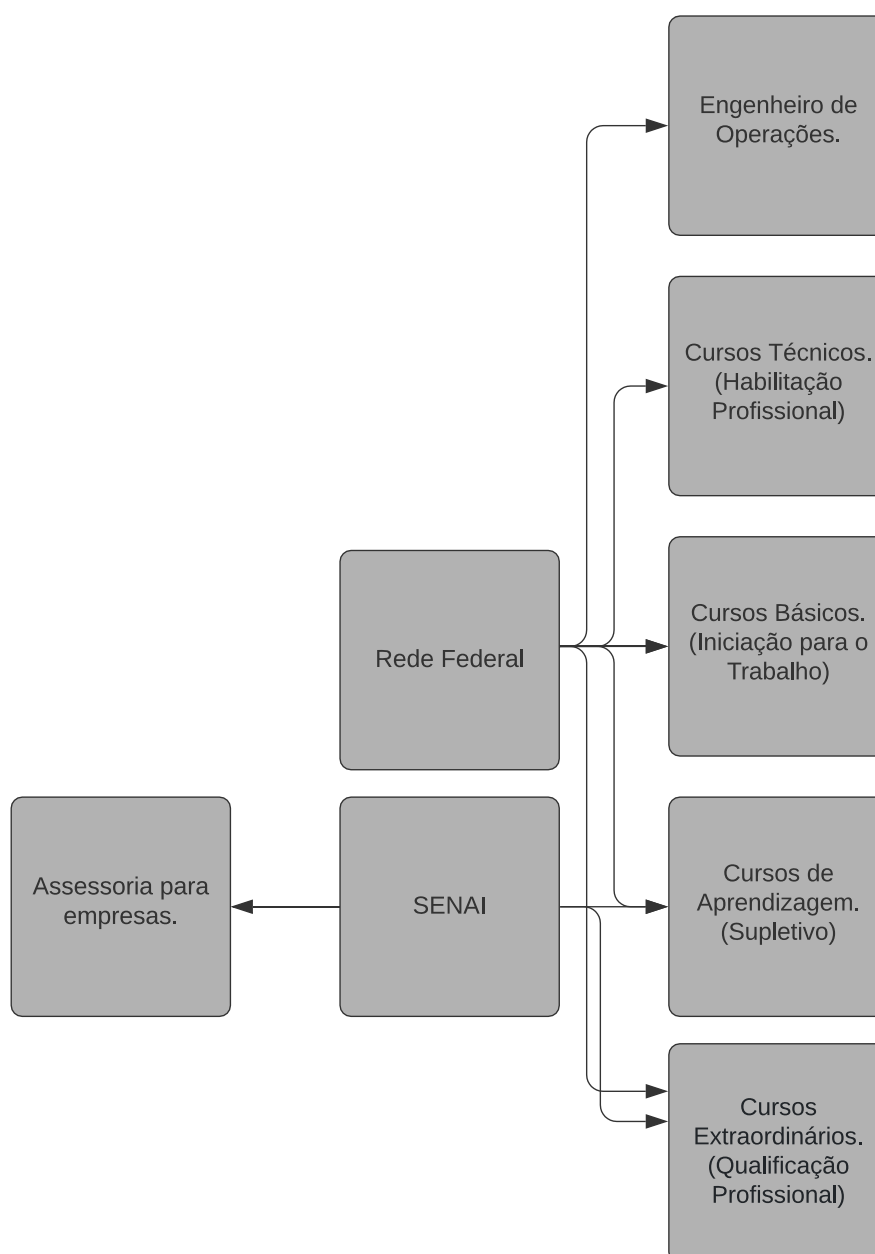 Engenheiro de
Operações.
Cursos Técnicos.
(Habilitação
Profissional)
Rede Federal
Cursos Básicos.
(Iniciação para o
Trabalho)
Assessoria para
empresas.
SENAI
Cursos de
Aprendizagem.
(Supletivo)
Cursos
Extraordinários.
(Qualificação
Profissional)